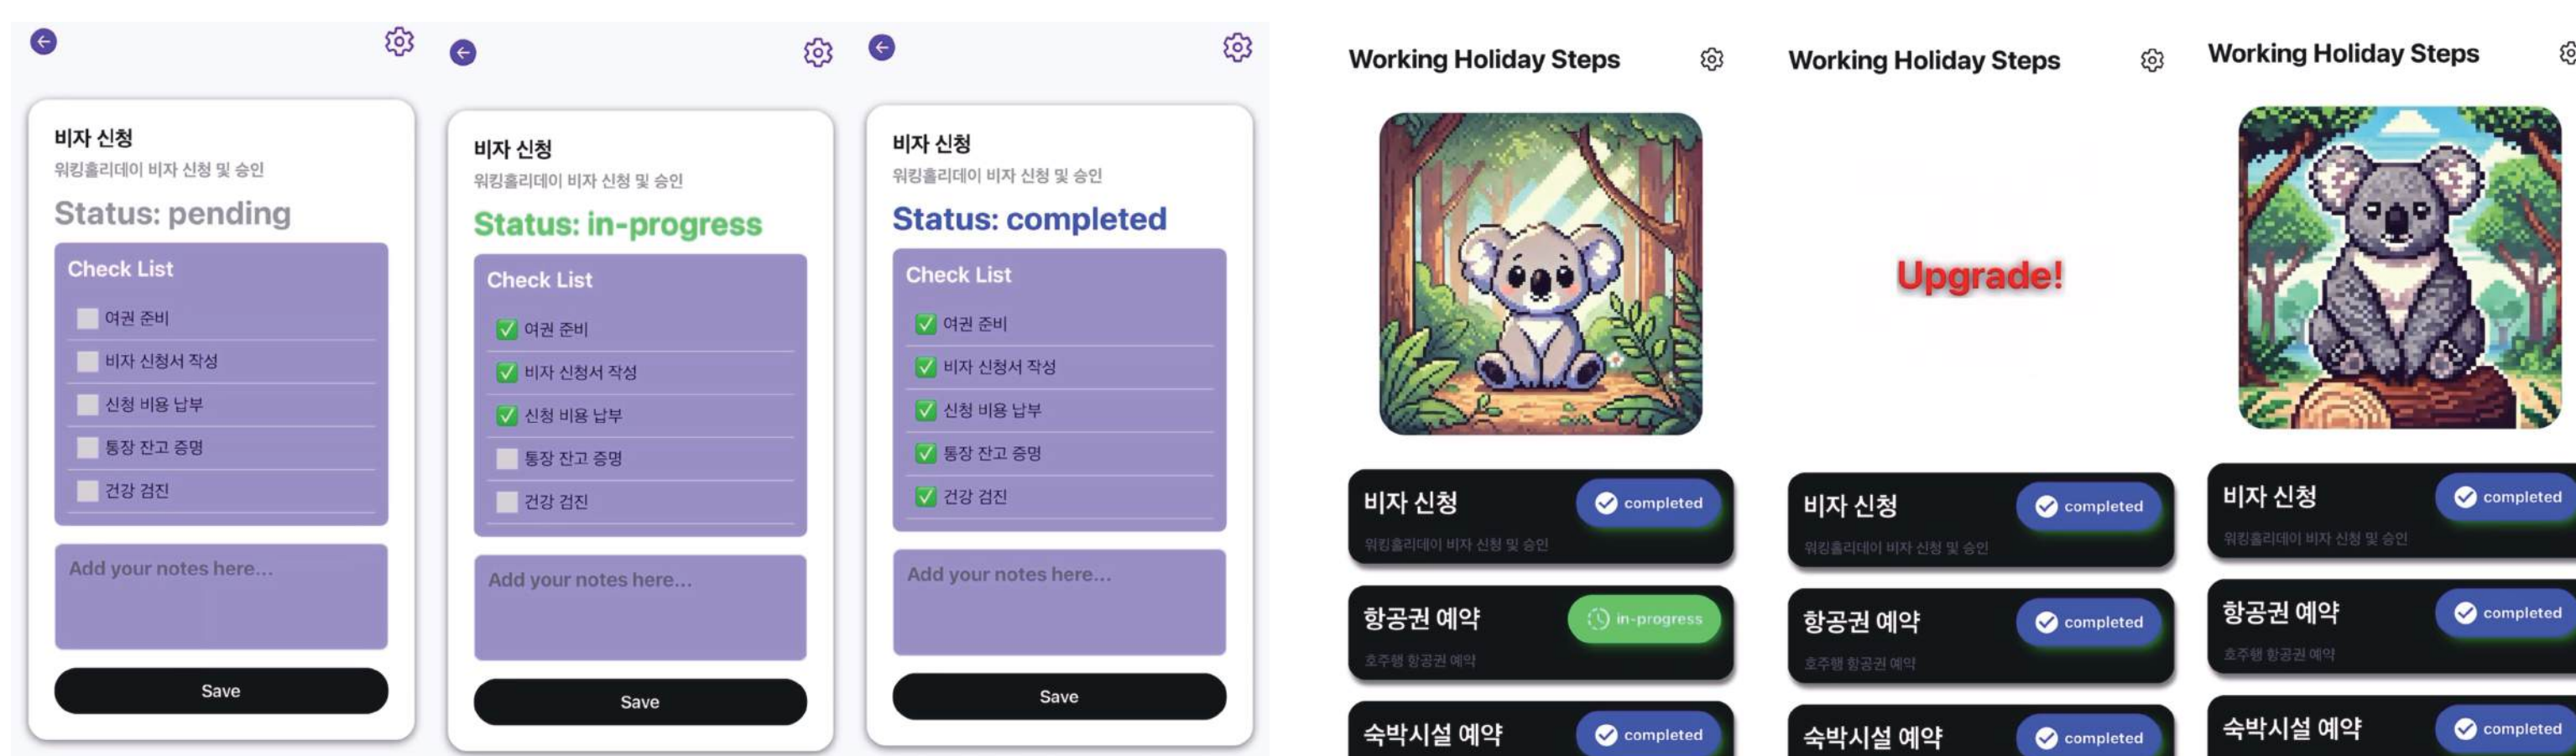 비자 신청
워킹홀리데이 비자 신청 및 승인
Status: pending
Check List
여권 준비
비자 신청서 작성
신청 비용 납부
통장 잔고 증명
건강 검진
Add your notes here...
Save
비자 신청
워킹홀리데이 비자 신청 및 승인
Status: in-progress
Check List
여권 준비
비자 신청서 작성
신청 비용 납부
통장 잔고 증명
건강 검진
Add your notes here...
Save
비자 신청
워킹홀리데이 비자 신청 및 승인
Status: completed
Check List
여권 준비
비자 신청서 작성
신청 비용 납부
통장 잔고 증명
건강 검진
Add your notes here...
Save
Working Holiday Steps
비자 신청
completed
워킹홀리데이 비자 신청 및 승인
항공권 예약
in-progress
호주행 항공권 예약
숙박시설 예약
completed
Working Holiday Steps
Upgrade!
비자 신청
completed
워킹홀리데이 비자 신청 및 승인
항공권 예약
completed
호주행 항공권 예약
숙박시설 예약
completed
Working Holiday Steps
비자 신청
completed
워킹홀리데이 비자 신청 및 승인
항공권 예약
completed
호주행 항공권 예약
숙박시설 예약
completed